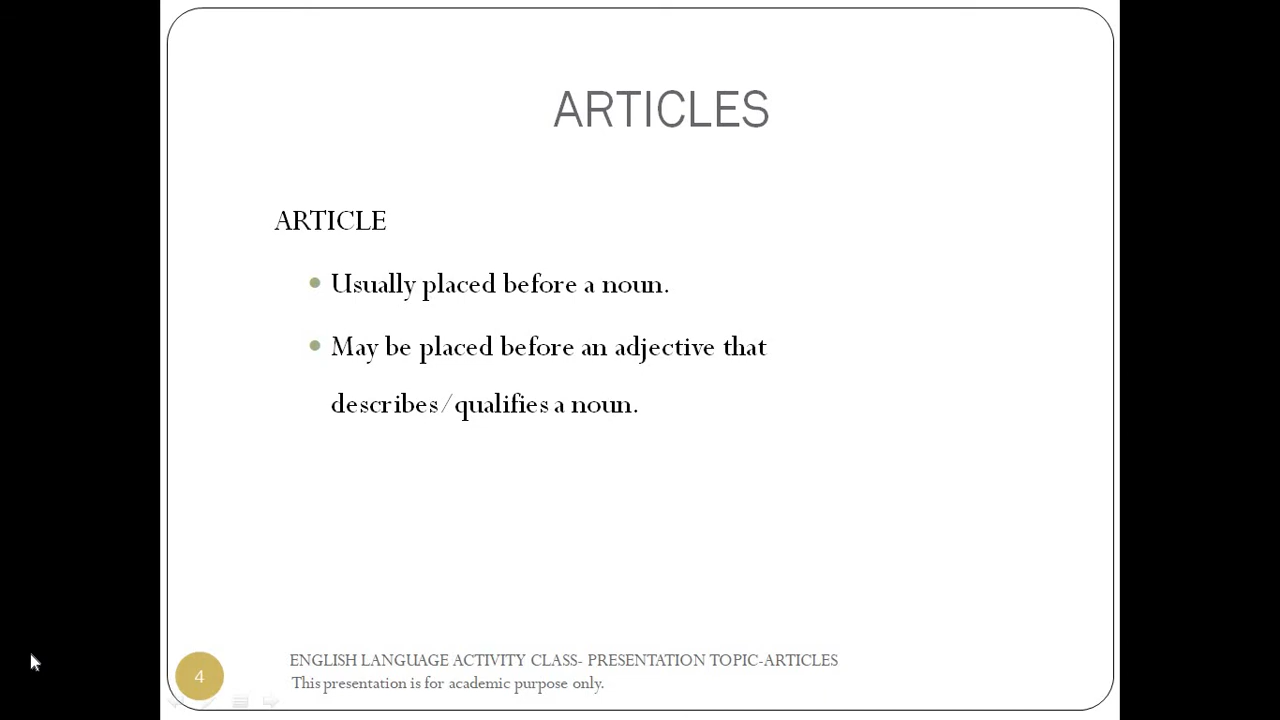 ARTICLES
ARTICLE
Usually placed before a noun.
May be placed before an adjective that
describes/qualifies a noun.
4
ENGLISH LANGUAGE ACTIVITY CLASS- PRESENTATION TOPIC-ARTICLES
This presentation is for academic purpose only.